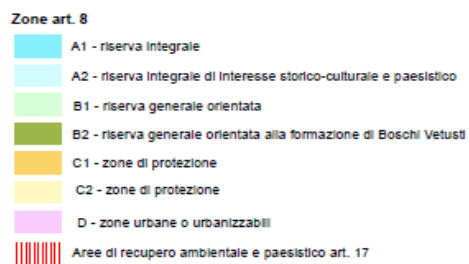 Zone art. 8
A1 - riserva integrale
A2 - riserva integrale di interesse storico-culturale e paesistico
B1 - riserva generale orientata
B2 - riserva generale orientata alla formazione di Boschi Vetusti
C1 - zone di protezione
C2 - zone di protezione
D - zone urbane o urbanizzabili
Aree di recupero ambientale e paesistico art. 17